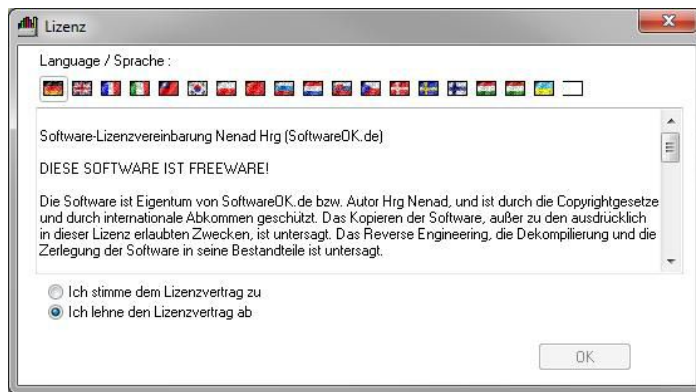 Lizenz
Language / Sprache :
Software-Lizenzvereinbarung Nenad Hrg (SoftwareOK.de)
DIESE SOFTWARE IST FREEWARE!
Die Software ist Eigentum von SoftwareOK.de bzw. Autor Hrg Nenad, und ist durch die Copyrightgesetze
und durch internationale Abkommen geschützt. Das Kopieren der Software, außer zu den ausdrücklich
in dieser Lizenz erlaubten Zwecken, ist untersagt. Das Reverse Engineering, die Dekompilierung und die
Zerlegung der Software in seine Bestandteile ist untersagt.
Ich stimme dem Lizenzvertrag zu
Ich lehne den Lizenzvertrag ab
OK